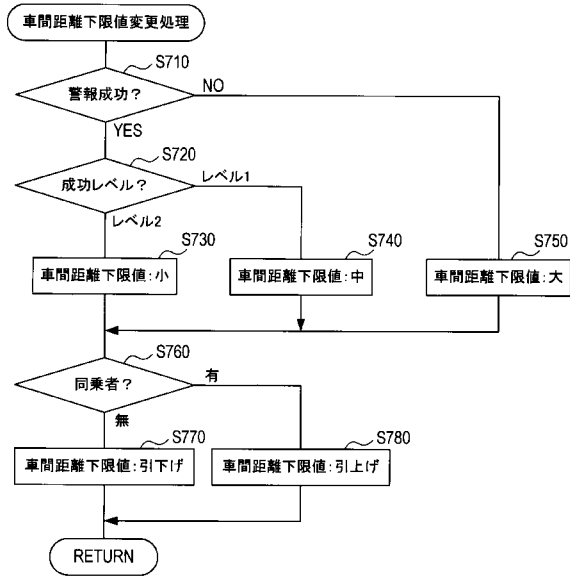 車間距離下限値変更処理
S710
警報成功?
NO
YES
S720
成功レベル?
レベル1
レベル2
S730
車間距離下限値:小
S740
車間距離下限値:中
S750
車間距離下限値:大
S760
同乗者?
有
無
S770
車間距離下限値:引下げ
S780
車間距離下限値:引上げ
RETURN